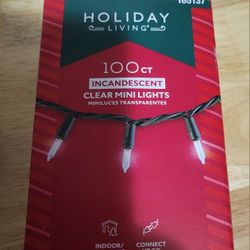 165137
HOLIDAY
LIVING®
100 CT
INCANDESCENT
CLEAR MINI LIGHTS
MINILUCES TRANSPARENTES
INDOOR/
CONNECT